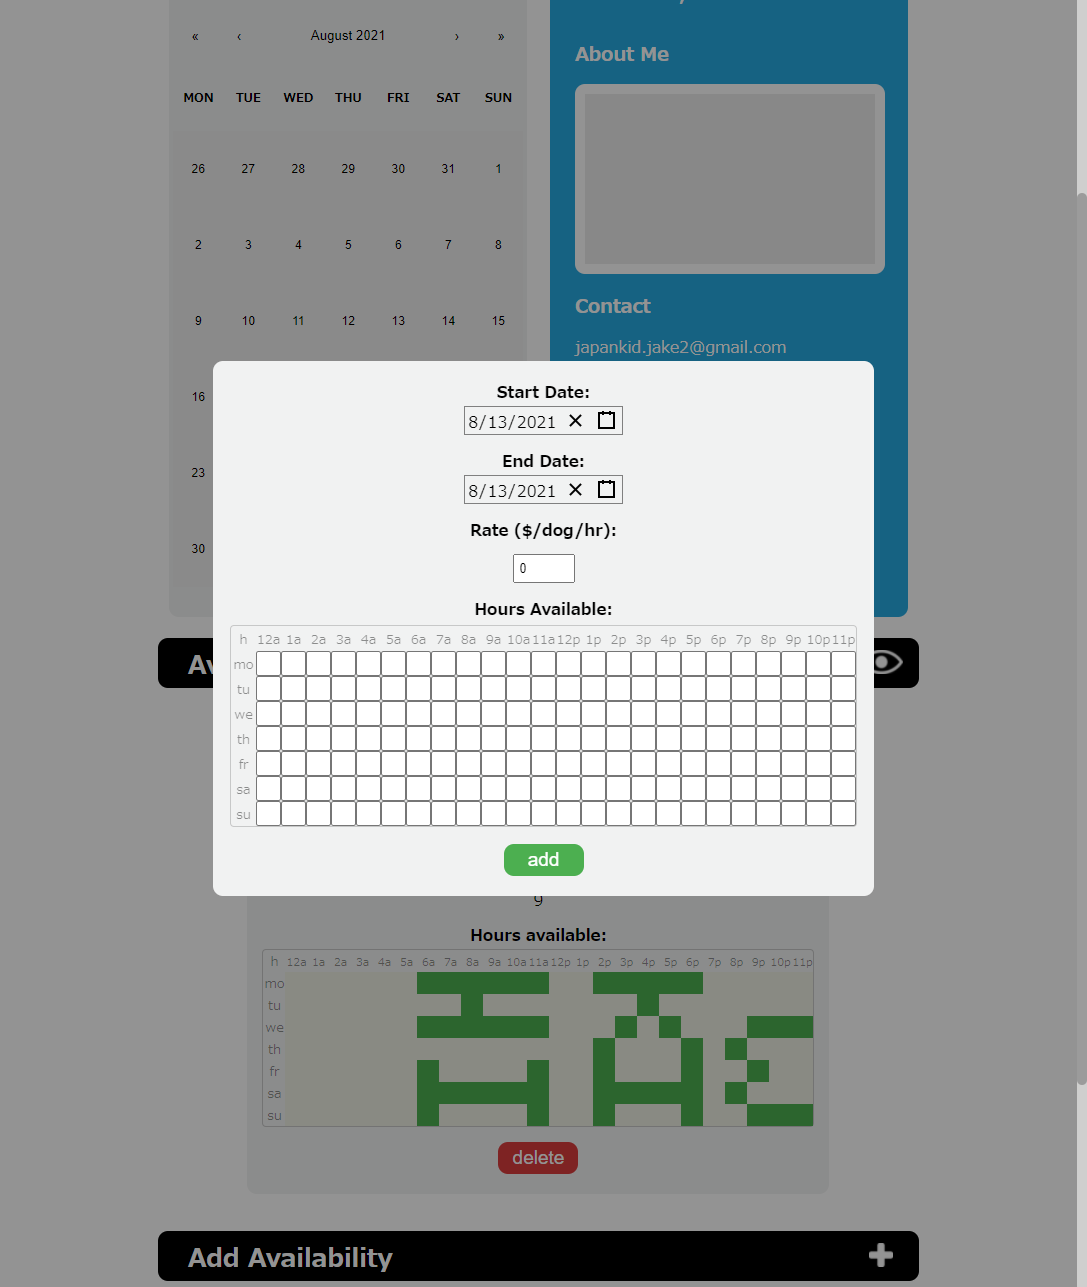 « ‹ August 2021 › »
MON TUE WED THU FRI SAT SUN
26 27 28 29 30 31 1
2 3 4 5 6 7 8
9 10 11 12 13 14 15
16
23
30
About Me
Contact
japankid.jake2@gmail.com
Start Date:
8/13/2021
End Date:
8/13/2021
Rate ($/dog/hr):
0
Hours Available:
h 12a 1a 2a 3a 4a 5a 6a 7a 8a 9a 10a 11a 12p 1p 2p 3p 4p 5p 6p 7p 8p 9p 10p 11p
mo
tu
we
th
fr
sa
su
add
9
Hours available:
h 12a 1a 2a 3a 4a 5a 6a 7a 8a 9a 10a 11a 12p 1p 2p 3p 4p 5p 6p 7p 8p 9p 10p 11p
mo
tu
we
th
fr
sa
su
delete
Add Availability